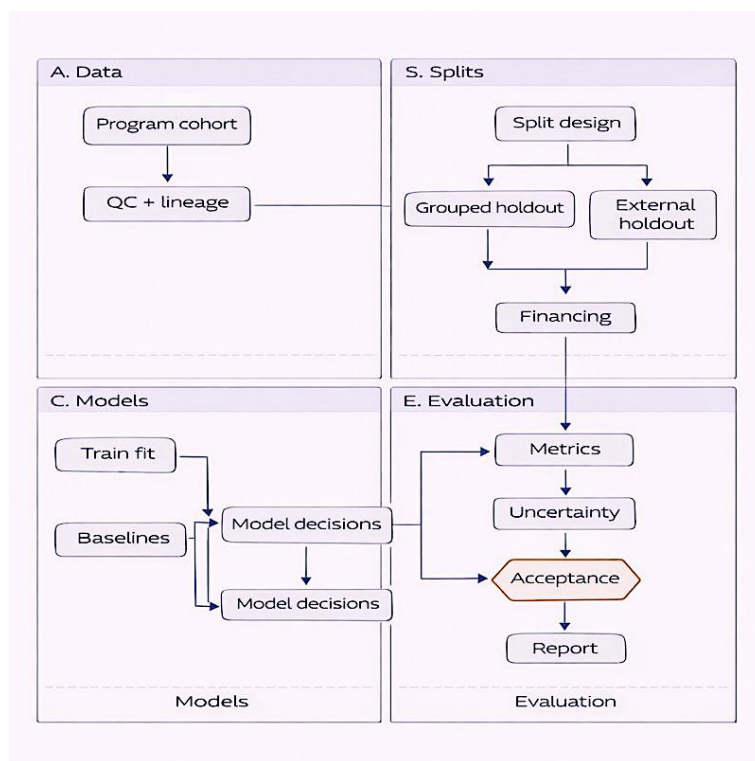 A. Data
Program cohort
QC + lineage
S. Splits
Split design
Grouped holdout
External
holdout
Financing
C. Models
Train fit
Baselines
Model decisions
Model decisions
Models
E. Evaluation
Metrics
Uncertainty
Acceptance
Report
Evaluation